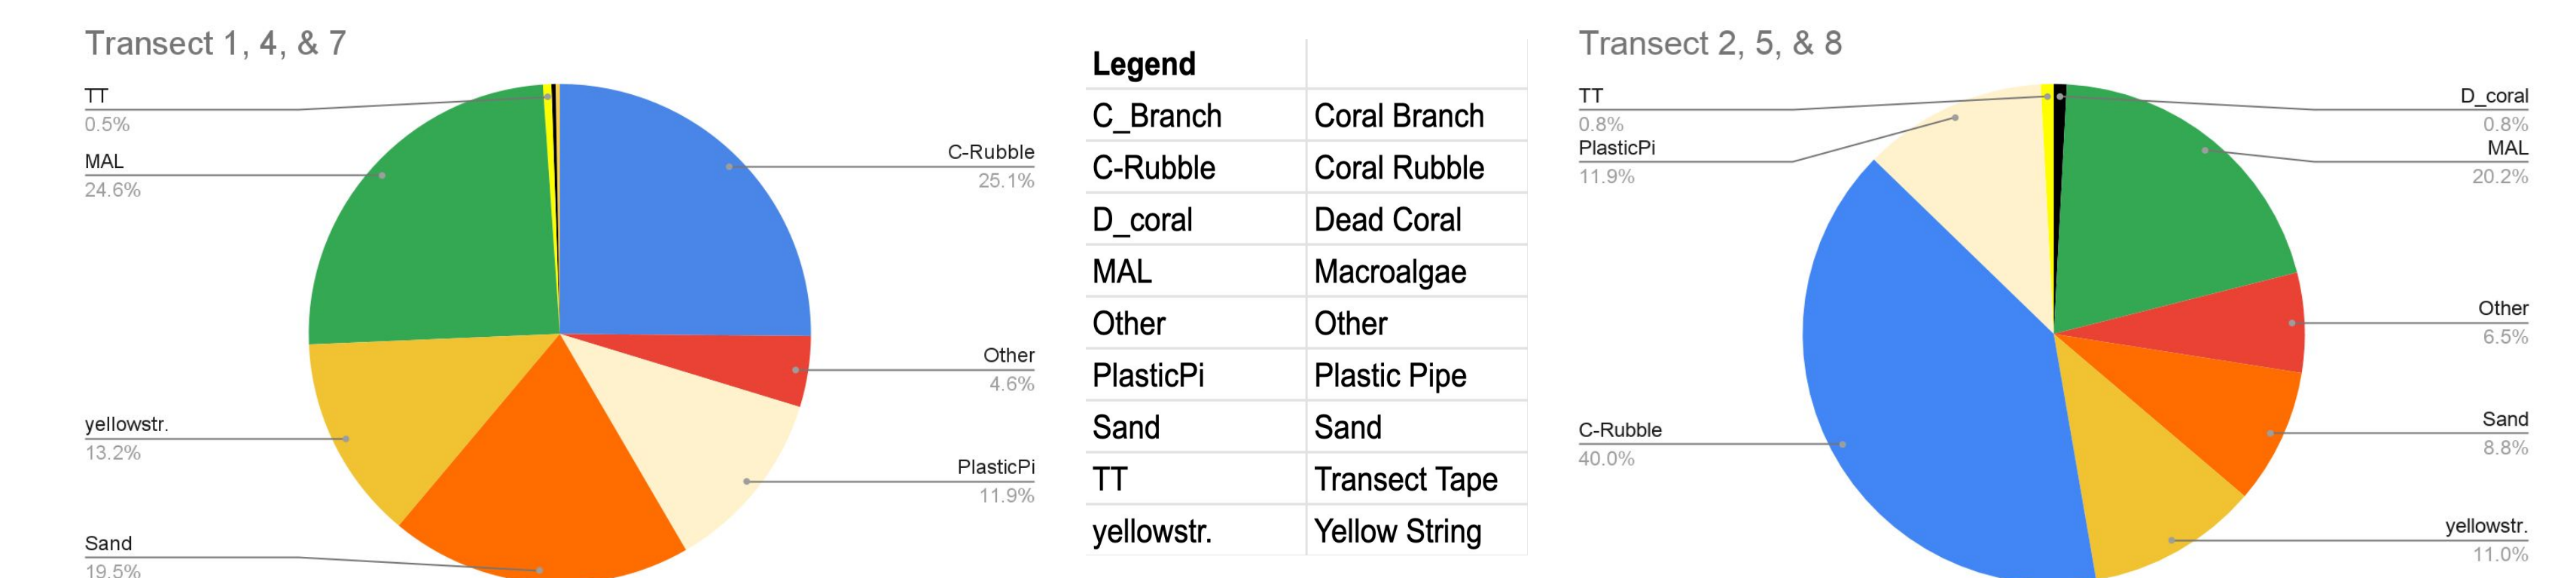 Transect 1, 4, & 7
TT
0.5%
MAL
24.6%
yellowstr.
13.2%
Sand
19.5%
C-Rubble
25.1%
Other
4.6%
PlasticPi
11.9%
Legend
C_Branch Coral Branch
C-Rubble Coral Rubble
D_coral Dead Coral
MAL Macroalgae
Other Other
PlasticPi Plastic Pipe
Sand Sand
TT Transect Tape
yellowstr. Yellow String
Transect 2, 5, & 8
TT
0.8%
PlasticPi
11.9%
C-Rubble
40.0%
D_coral
0.8%
MAL
20.2%
Other
6.5%
Sand
8.8%
yellowstr.
11.0%